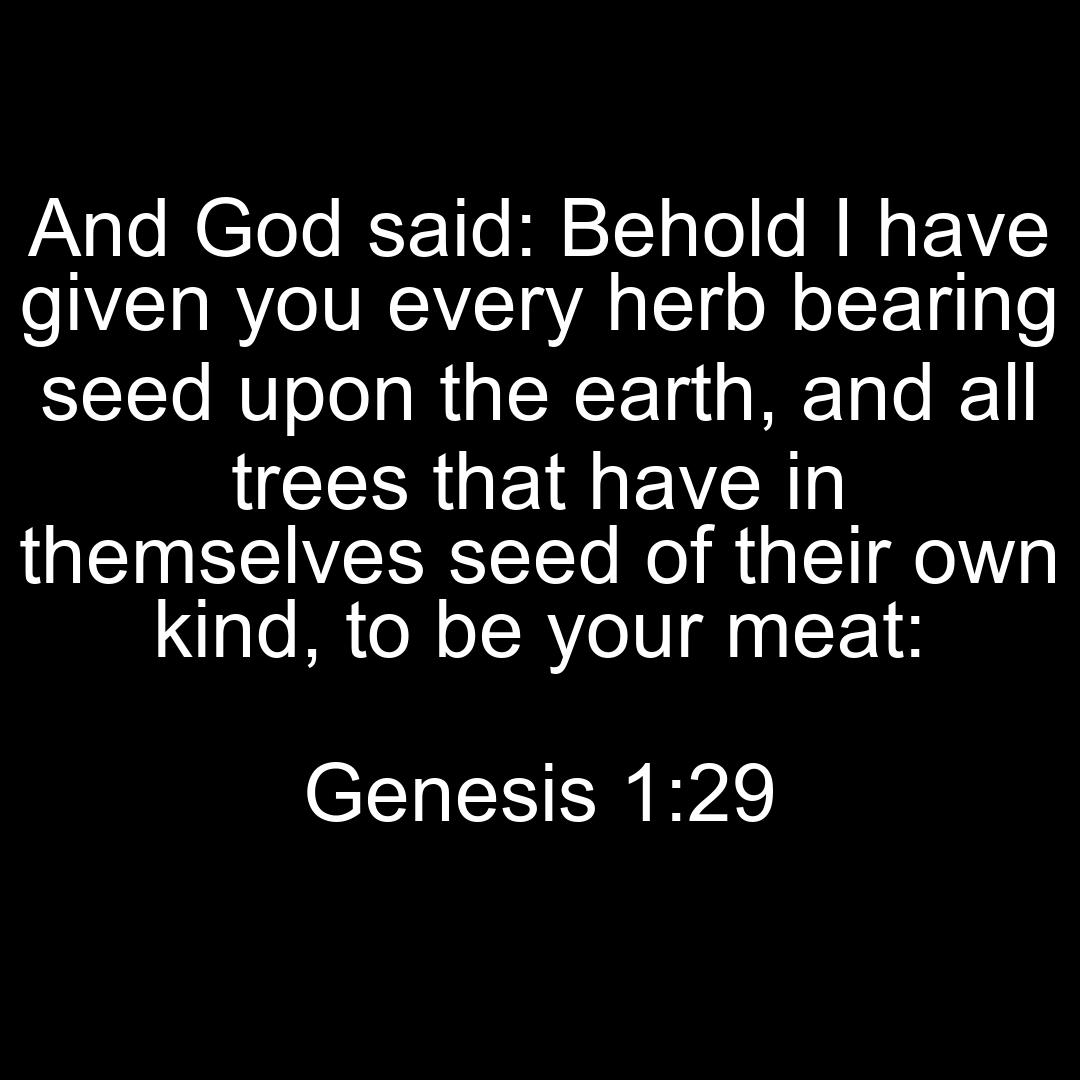 And God said: Behold I have
given you every herb bearing
seed upon the earth, and all
trees that have in
themselves seed of their own
kind, to be your meat:
Genesis 1:29